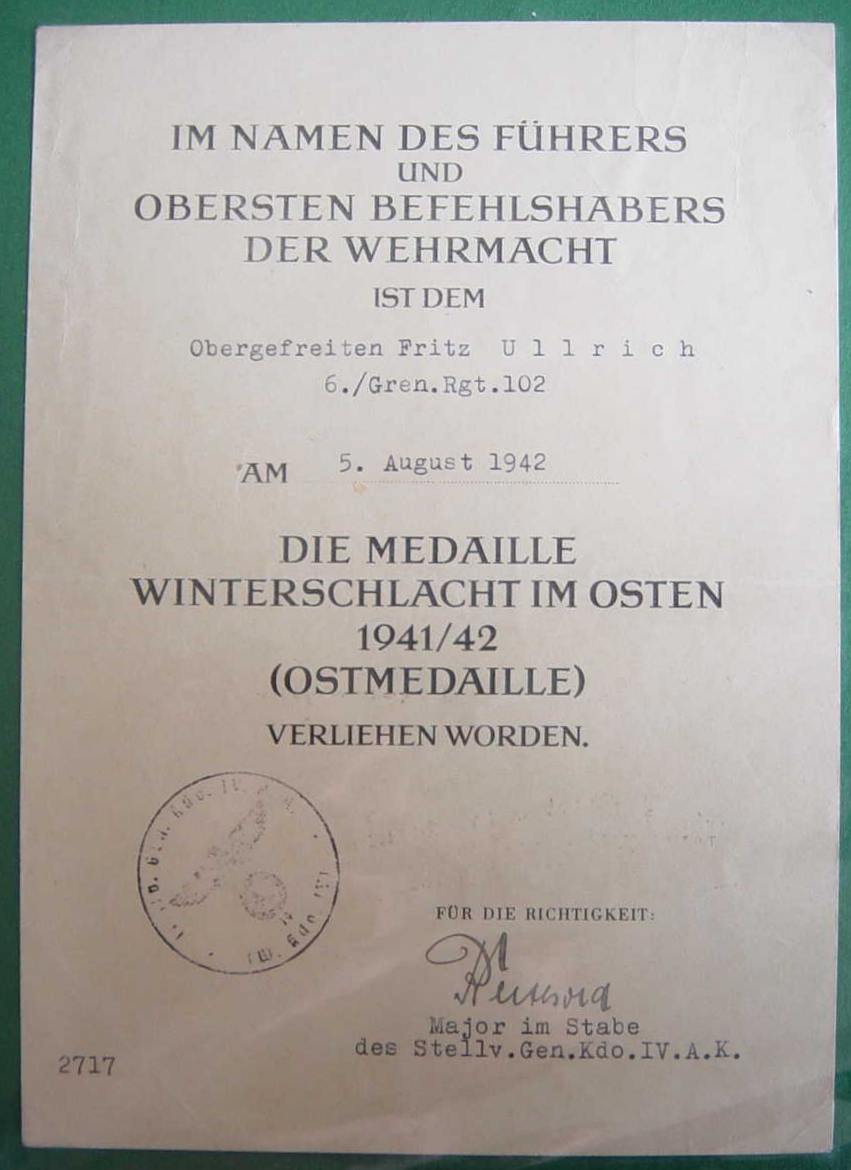 IM NAMEN DES FÜHRERS
UND
OBERSTEN BEFEHLSHABERS
DER WEHRMACHT
IST DEM
Obergefreiten Fritz U l l r i c h
6./Gren.Rgt.102
AM 5. August 1942
DIE MEDAILLE
WINTERSCHLACHT IM OSTEN
1941/42
(OSTMEDAILLE)
VERLIEHEN WORDEN.
Kdo. IV.
FÜR DIE RICHTIGKEIT:
Major im Stabe
des Stellv.Gen.Kdo.IV.A.K.
2717